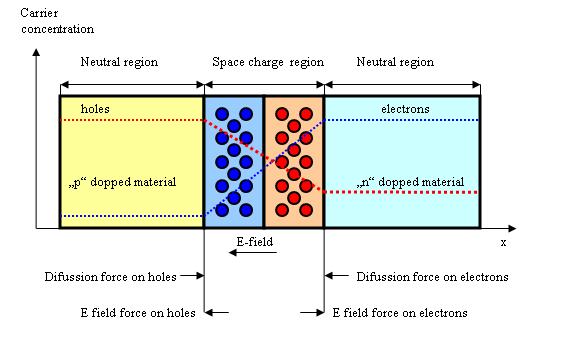 Carrier
concentration
Neutral region
Space charge region
Neutral region
holes
electrons
„p“ dopped material
„n“ dopped material
E-field
x
Difussion force on holes
Difussion force on electrons
E field force on holes
E field force on electrons